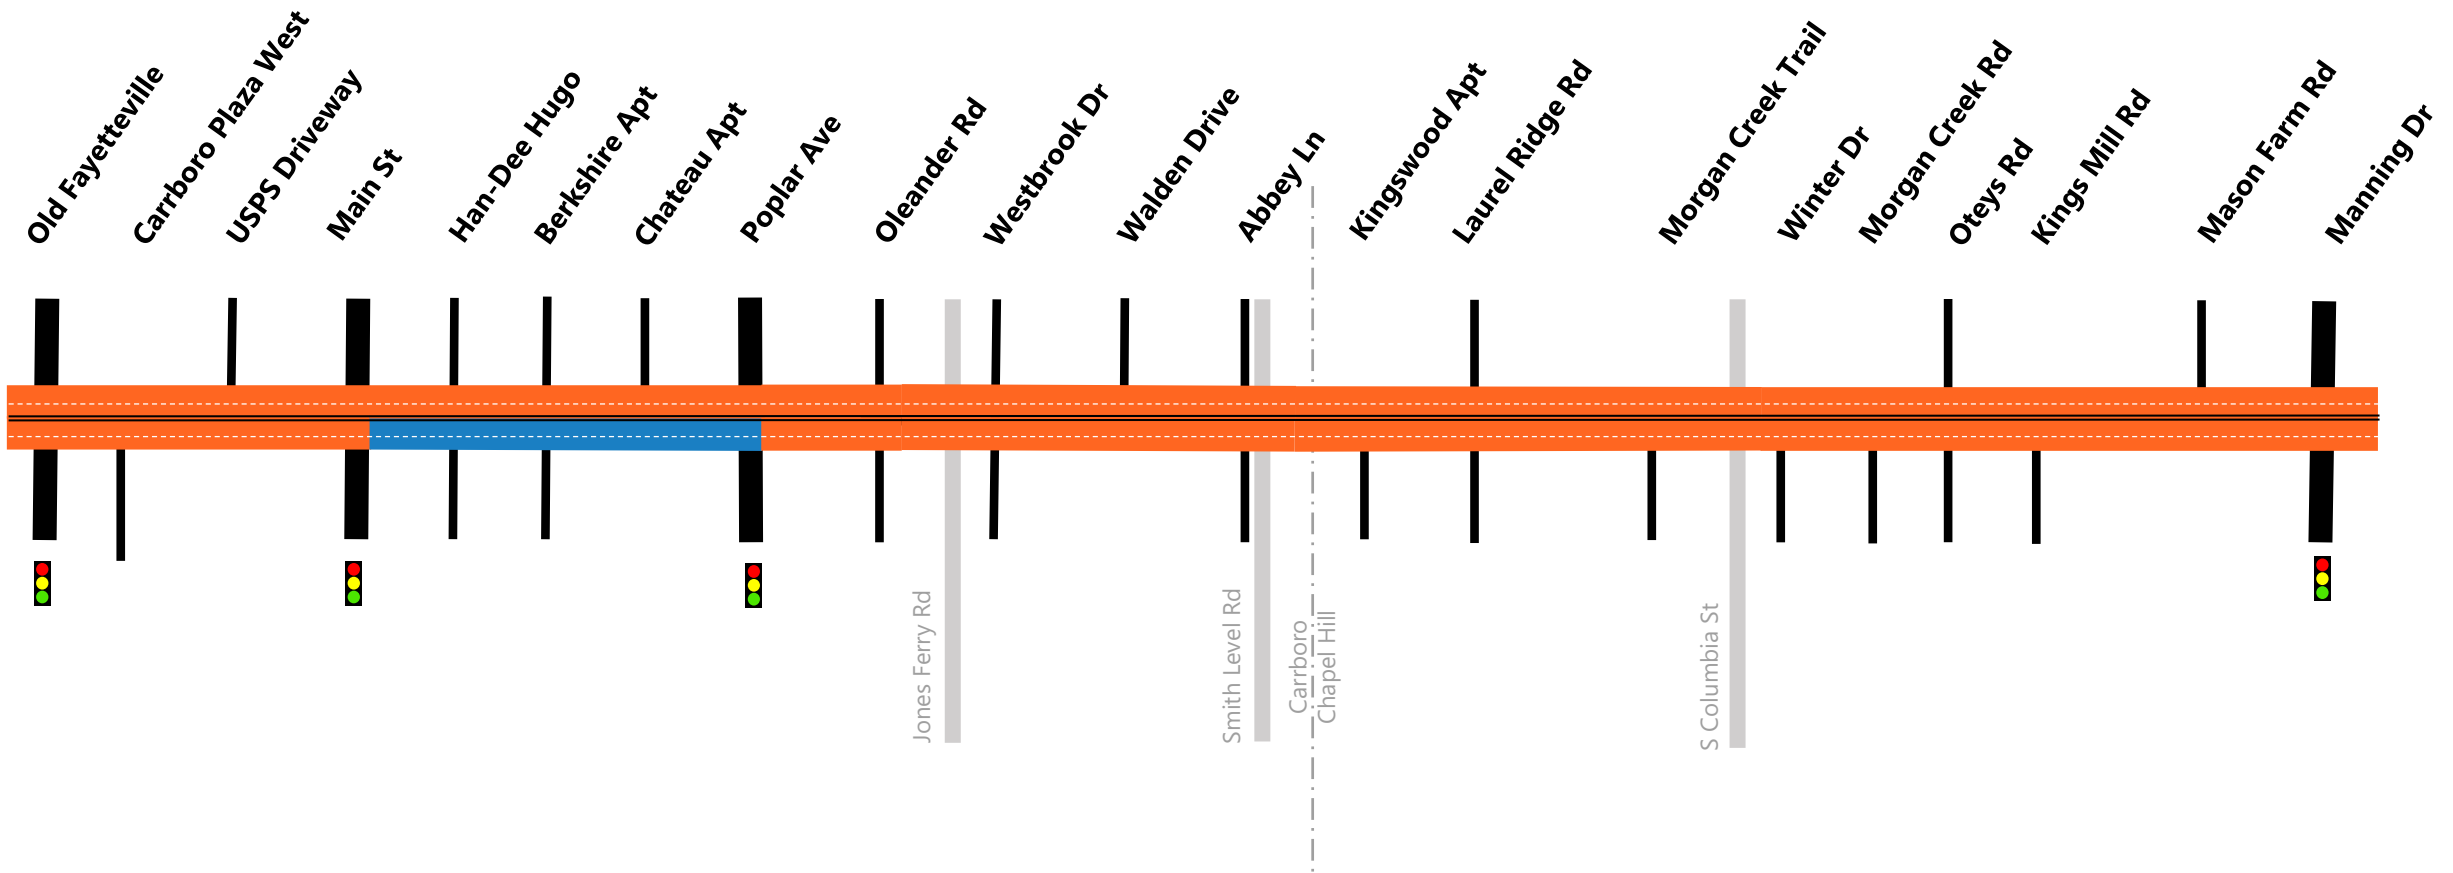 Old Fayetteville
Carrboro Plaza West
USPS Driveway
Main St
Han-Dee Hugo
Berkshire Apt
Chateau Apt
Poplar Ave
Oleander Rd
Westbrook Dr
Walden Drive
Abbey Ln
Kingswood Apt
Laurel Ridge Rd
Morgan Creek Trail
Winter Dr
Morgan Creek Rd
Oteys Rd
Kings Mill Rd
Mason Farm Rd
Manning Dr
Jones Ferry Rd
Smith Level Rd
Carrboro
Chapel Hill
S Columbia St